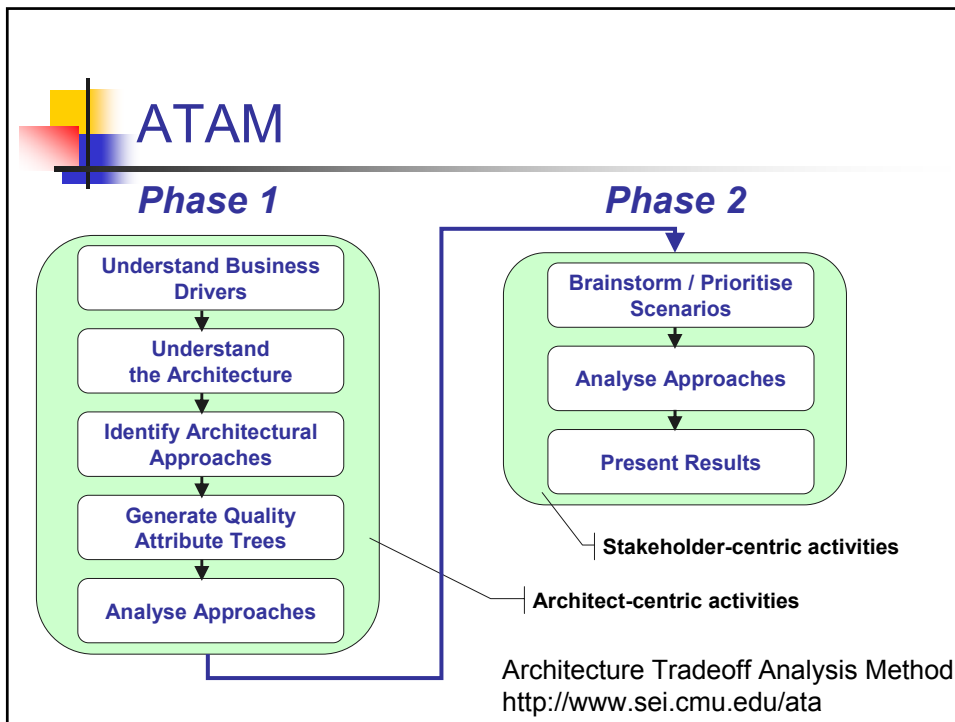 ATAM
Phase 1
Understand Business
Drivers
Understand
the Architecture
Identify Architectural
Approaches
Generate Quality
Attribute Trees
Analyse Approaches
Phase 2
Brainstorm / Prioritise
Scenarios
Analyse Approaches
Present Results
Stakeholder-centric activities
Architect-centric activities
Architecture Tradeoff Analysis Method
http://www.sei.cmu.edu/ata